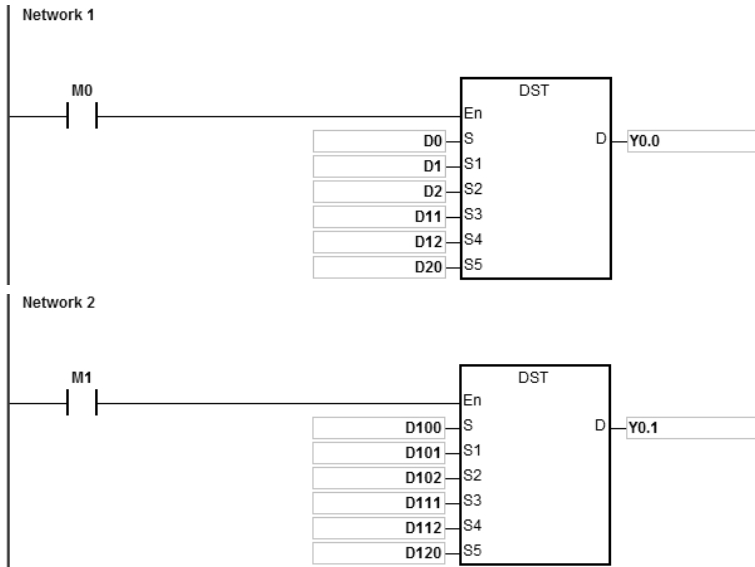 Network 1
M0
DST
En
D0 S D Y0.0
D1 S1
D2 S2
D11 S3
D12 S4
D20 S5
Network 2
M1
DST
En
D100 S D Y0.1
D101 S1
D102 S2
D111 S3
D112 S4
D120 S5